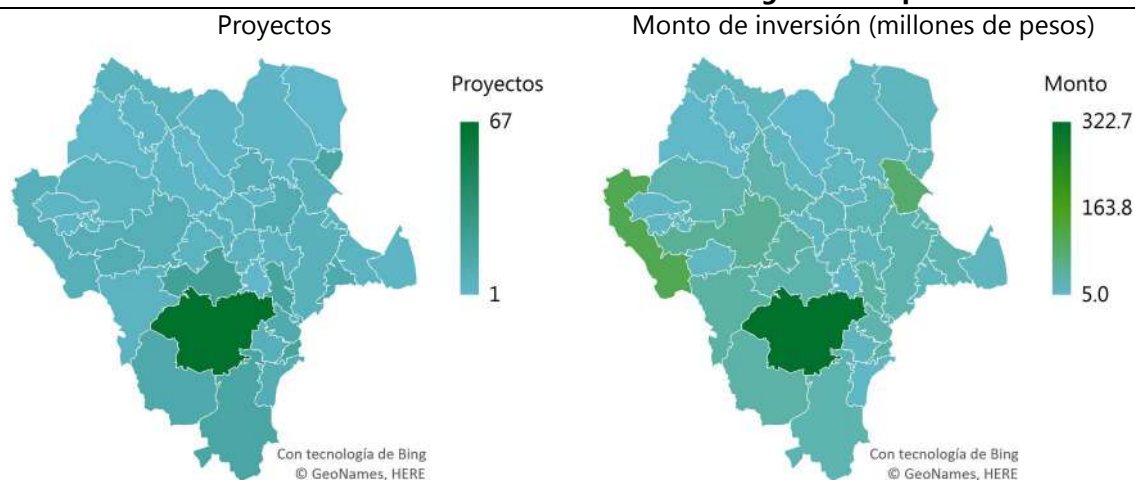 Proyectos
Monto de inversión (millones de pesos)
Proyectos
67
1
Con tecnología de Bing
© GeoNames, HERE
Monto
322.7
163.8
5.0
Con tecnología de Bing
© GeoNames, HERE